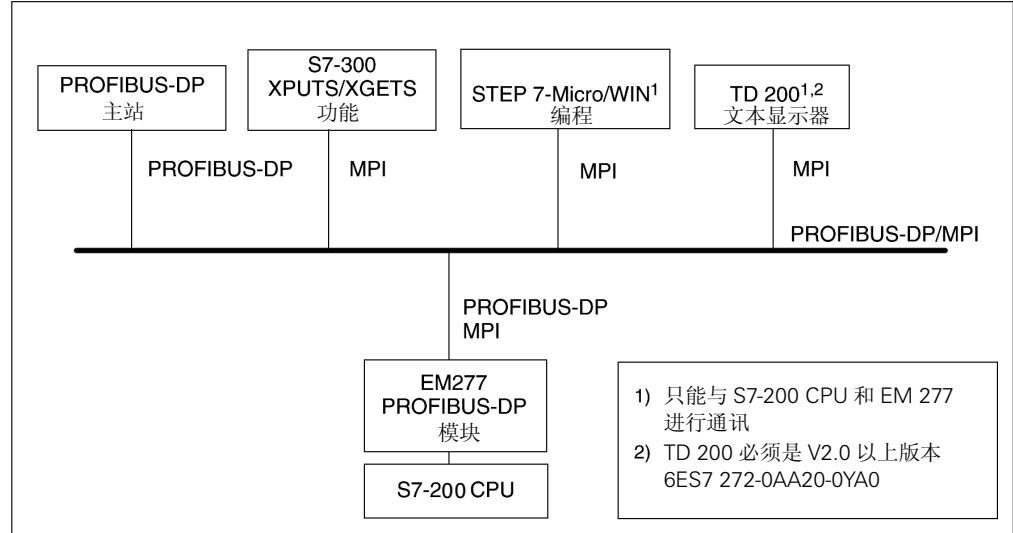 PROFIBUS-DP
主站
S7-300
XPUTS/XGETS
功能
STEP 7-Micro/WIN¹
编程
TD 200¹,²
文本显示器
PROFIBUS-DP
MPI
MPI
MPI
PROFIBUS-DP/MPI
PROFIBUS-DP
MPI
EM277
PROFIBUS-DP
模块
S7-200 CPU
1) 只能与 S7-200 CPU 和 EM 277
进行通讯
2) TD 200 必须是 V2.0 以上版本
6ES7 272-0AA20-0YA0